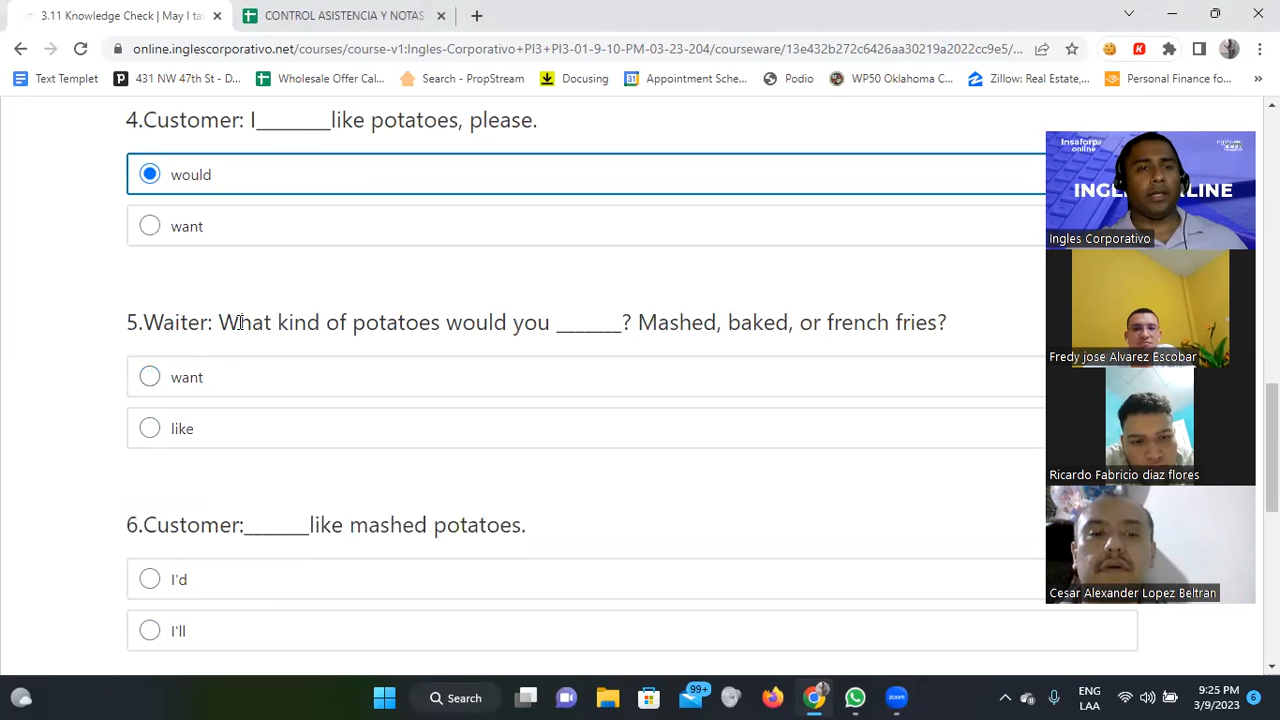 3.11 Knowledge Check | May I ta
CONTROL ASISTENCIA Y NOTAS
online.inglescorporativo.net/courses/course-v1:Ingles-Corporativo+PI3+PI3-01-9-10-PM-03-23-204/courseware/13e432b272c6426aa30219a2022cc9e5/...
Text Templet
431 NW 47th St - D...
Wholesale Offer Cal...
Search - PropStream
Docusing
Appointment Sche...
Podio
WP50 Oklahoma C...
Zillow: Real Estate,...
Personal Finance fo...
4.Customer: I________like potatoes, please.
would
want
5.Waiter: What kind of potatoes would you _______? Mashed, baked, or french fries?
want
like
6.Customer:_______like mashed potatoes.
I'd
I'll
Insaforp
online
Ingles Corporativo
Fredy jose Alvarez Escobar
Ricardo Fabricio diaz flores
Cesar Alexander Lopez Beltran
Search
99+
ENG
LAA
9:25 PM
3/9/2023
6